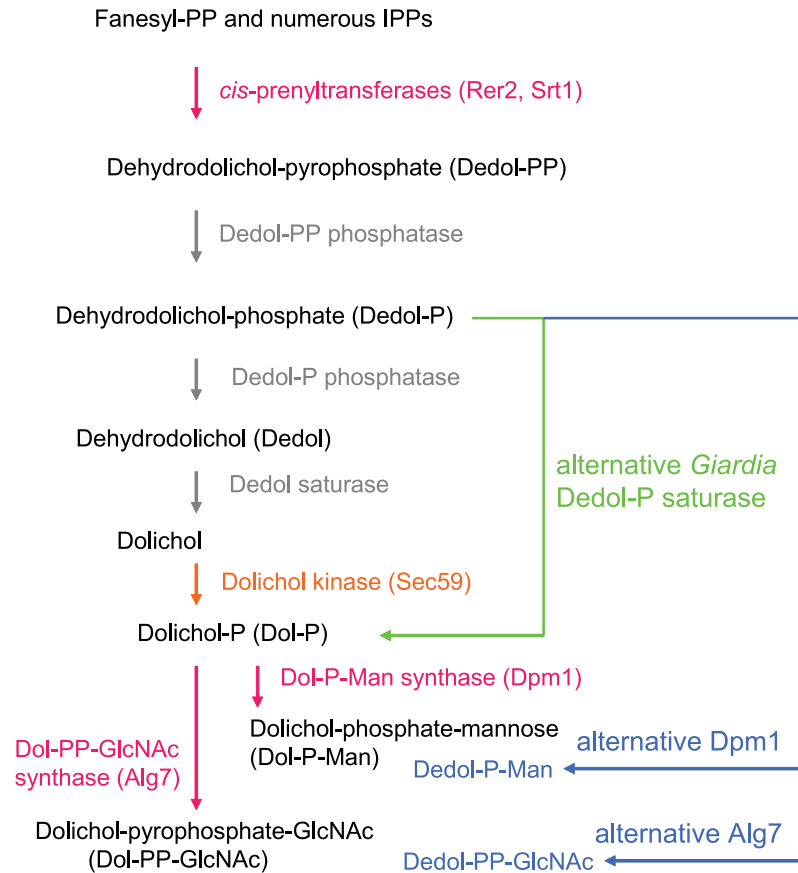 Fanesyl-PP and numerous IPPs
cis-prenyltransferases (Rer2, Srt1)
Dehydrodolichol-pyrophosphate (Dedol-PP)
Dedol-PP phosphatase
Dehydrodolichol-phosphate (Dedol-P)
Dedol-P phosphatase
Dehydrodolichol (Dedol)
alternative Giardia
Dedol-P saturase
Dedol saturase
Dolichol
Dolichol kinase (Sec59)
Dolichol-P (Dol-P)
Dol-P-Man synthase (Dpm1)
Dolichol-phosphate-mannose
(Dol-P-Man)
alternative Dpm1
Dedol-P-Man
Dol-PP-GlcNAc
synthase (Alg7)
Dolichol-pyrophosphate-GlcNAc
(Dol-PP-GlcNAc)
alternative Alg7
Dedol-PP-GlcNAc